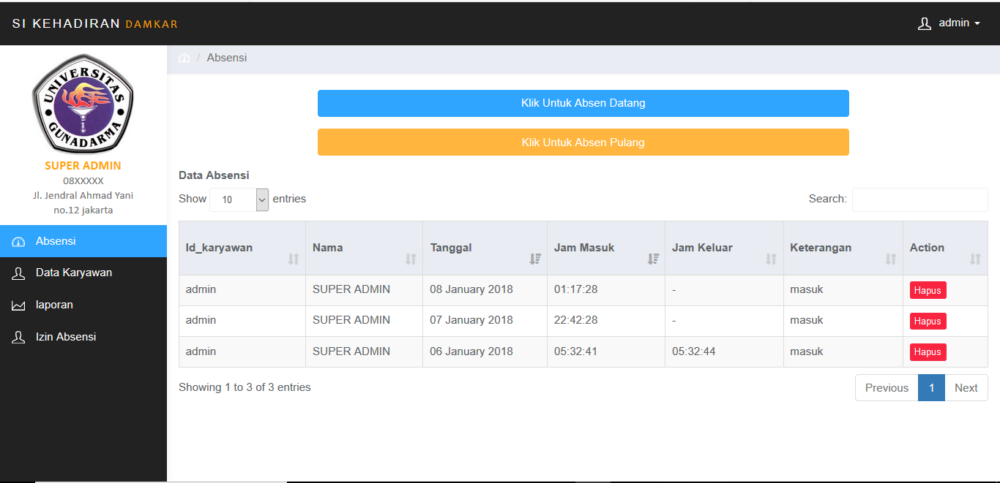 SI KEHADIRAN DAMKAR
admin
UNIVERSITAS
GUNADARMA
SUPER ADMIN
08XXXXX
Jl. Jendral Ahmad Yani
no.12 jakarta
Absensi
Data Karyawan
laporan
Izin Absensi
/ Absensi
Klik Untuk Absen Datang
Klik Untuk Absen Pulang
Data Absensi
Show 10 entries
Search:
Id_karyawan Nama Tanggal Jam Masuk Jam Keluar Keterangan Action
admin SUPER ADMIN 08 January 2018 01:17:28 - masuk Hapus
admin SUPER ADMIN 07 January 2018 22:42:28 - masuk Hapus
admin SUPER ADMIN 06 January 2018 05:32:41 05:32:44 masuk Hapus
Showing 1 to 3 of 3 entries
Previous 1 Next